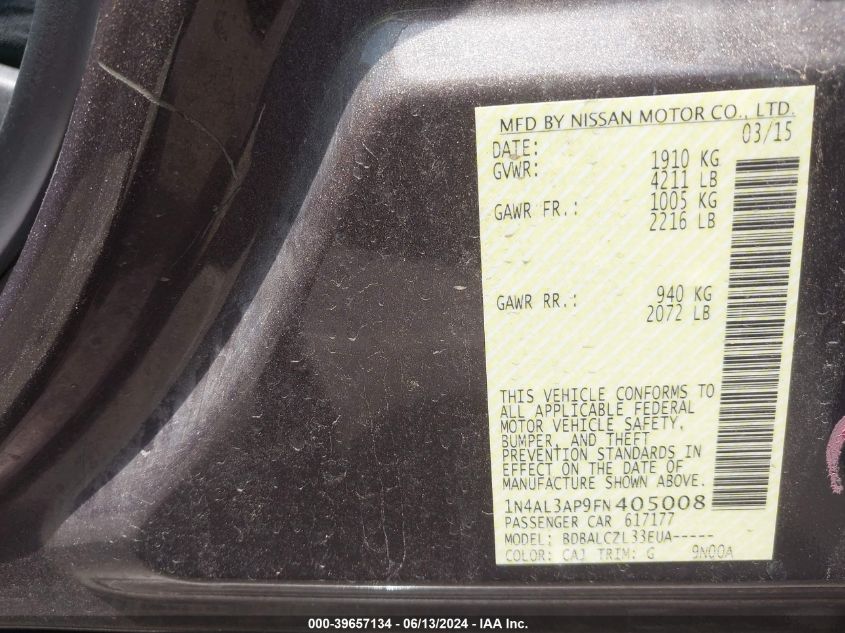 MFD BY NISSAN MOTOR CO., LTD.
DATE: 03/15
GVWR: 1910 KG
4211 LB
GAWR FR.: 1005 KG
2216 LB
GAWR RR.: 940 KG
2072 LB
THIS VEHICLE CONFORMS TO
ALL APPLICABLE FEDERAL
MOTOR VEHICLE SAFETY,
BUMPER, AND THEFT
PREVENTION STANDARDS IN
EFFECT ON THE DATE OF
MANUFACTURE SHOWN ABOVE.
1N4AL3AP9FN405008
PASSENGER CAR 617177
MODEL: BDBALCZL33EUA-----
COLOR: CAJ TRIM: G 9N00A
000-39657134 - 06/13/2024 - IAA Inc.